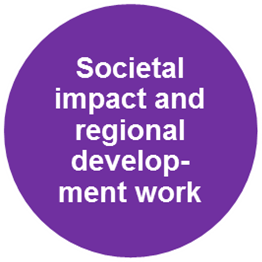 Societal
impact and
regional
develop-
ment work